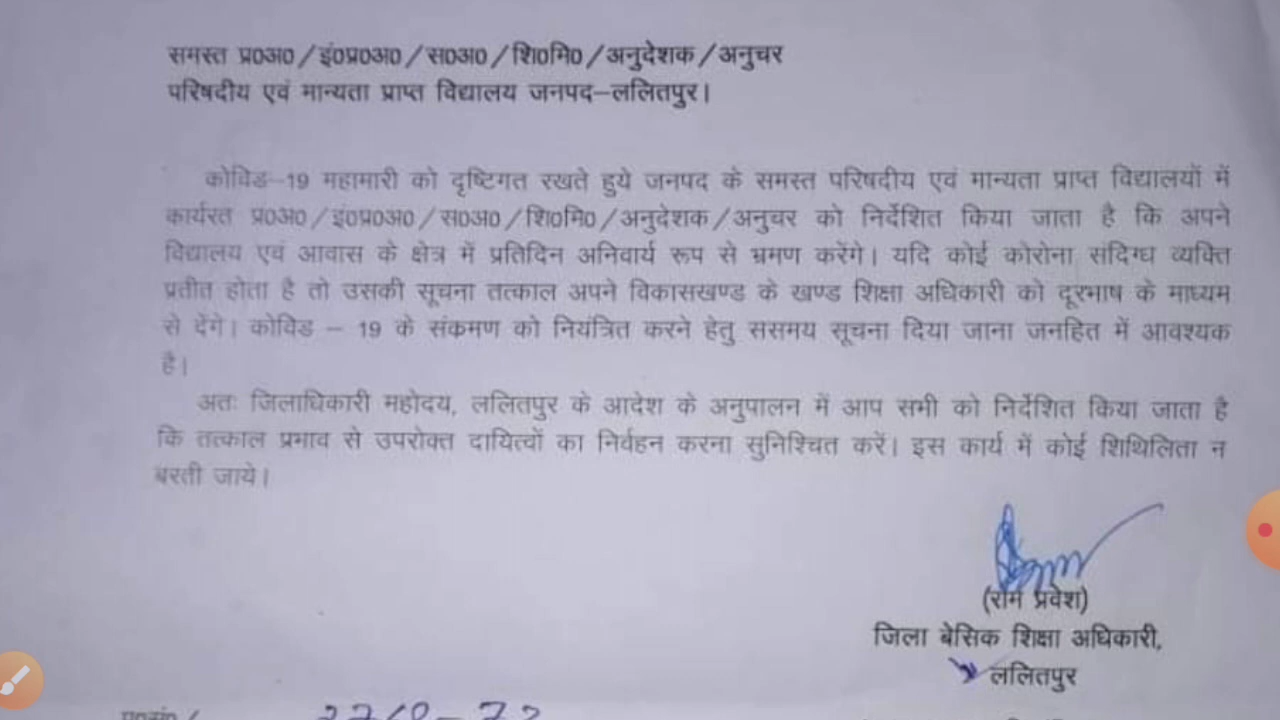 समस्त प्र0अ0/इं0प्र0अ0/स0अ0/शि0मि0/अनुदेशक/अनुचर
परिषदीय एवं मान्यता प्राप्त विद्यालय जनपद–ललितपुर।
कोविड–19 महामारी को दृष्टिगत रखते हुये जनपद के समस्त परिषदीय एवं मान्यता प्राप्त विद्यालयों में
कार्यरत प्र0अ0/इं0प्र0अ0/स0अ0/शि0मि0/अनुदेशक/अनुचर को निर्देशित किया जाता है कि अपने
विद्यालय एवं आवास के क्षेत्र में प्रतिदिन अनिवार्य रूप से भ्रमण करेंगे। यदि कोई कोरोना संदिग्ध व्यक्ति
प्रतीत होता है तो उसकी सूचना तत्काल अपने विकासखण्ड के खण्ड शिक्षा अधिकारी को दूरभाष के माध्यम
से देंगे। कोविड – 19 के संकमण को नियंत्रित करने हेतु ससमय सूचना दिया जाना जनहित में आवश्यक
है।
अतः जिलाधिकारी महोदय, ललितपुर के आदेश के अनुपालन में आप सभी को निर्देशित किया जाता है
कि तत्काल प्रभाव से उपरोक्त दायित्वों का निर्वहन करना सुनिश्चित करें। इस कार्य में कोई शिथिलिता न
बरती जाये।
(राम प्रवेश)
जिला बेसिक शिक्षा अधिकारी,
ललितपुर